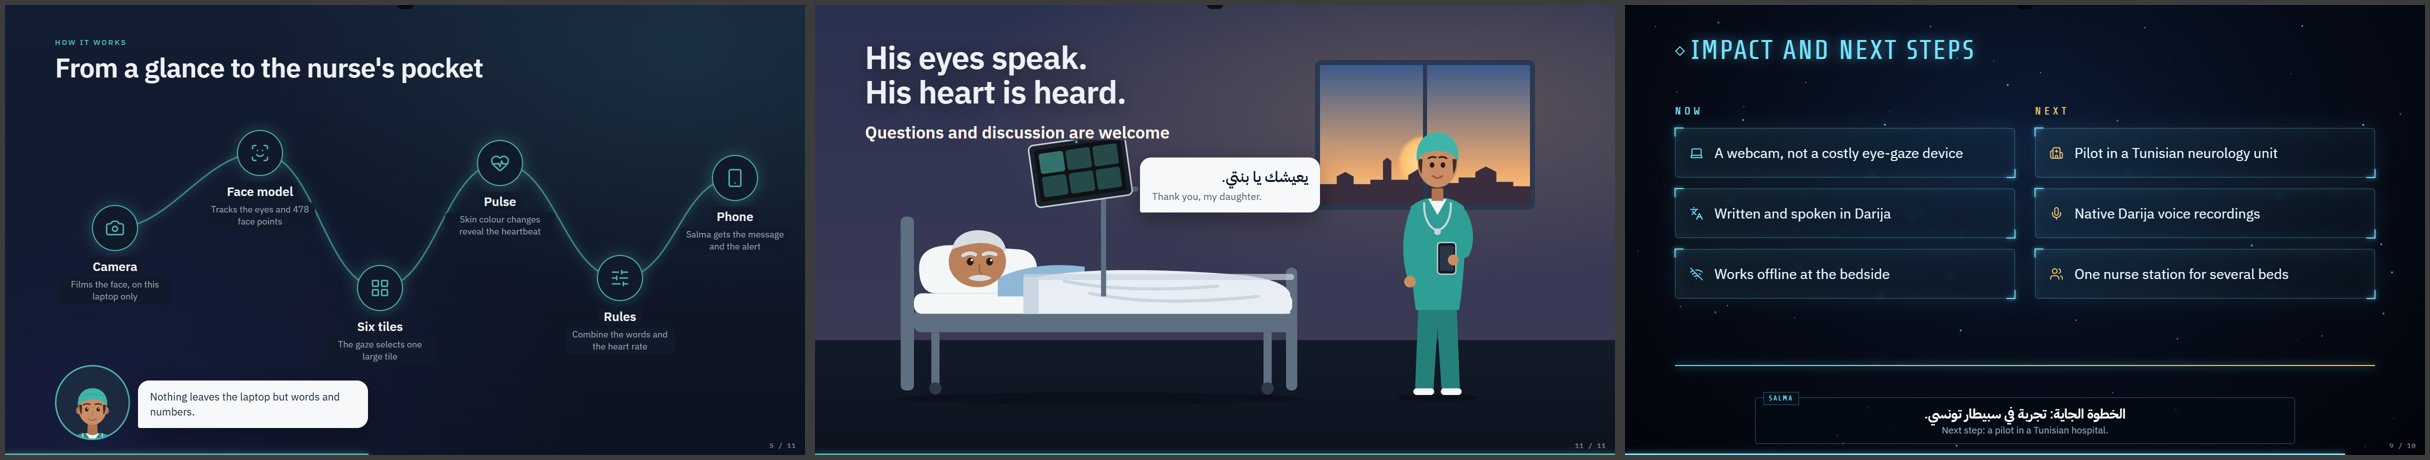 HOW IT WORKS
From a glance to the nurse's pocket
Camera
Films the face, on this
laptop only
Face model
Tracks the eyes and 478
face points
Six tiles
The gaze selects one
large tile
Pulse
Skin colour changes
reveal the heartbeat
Rules
Combine the words and
the heart rate
Phone
Salma gets the message
and the alert
Nothing leaves the laptop but words and
numbers.
5 / 11
His eyes speak.
His heart is heard.
Questions and discussion are welcome
يعيشك يا بنتي.
Thank you, my daughter.
11 / 11
IMPACT AND NEXT STEPS
NOW
A webcam, not a costly eye-gaze device
Written and spoken in Darija
Works offline at the bedside
NEXT
Pilot in a Tunisian neurology unit
Native Darija voice recordings
One nurse station for several beds
SALMA
الخطوة الجاية: تجربة في سبيطار تونسي.
Next step: a pilot in a Tunisian hospital.
9 / 10